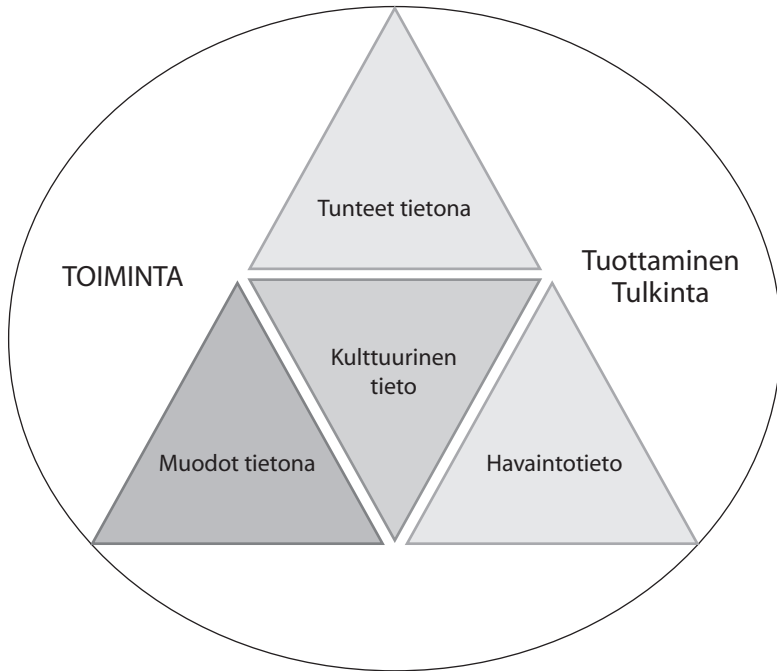 Tunteet tietona
TOIMINTA
Tuottaminen
Tulkinta
Kulttuurinen
tieto
Muodot tietona
Havaintotieto